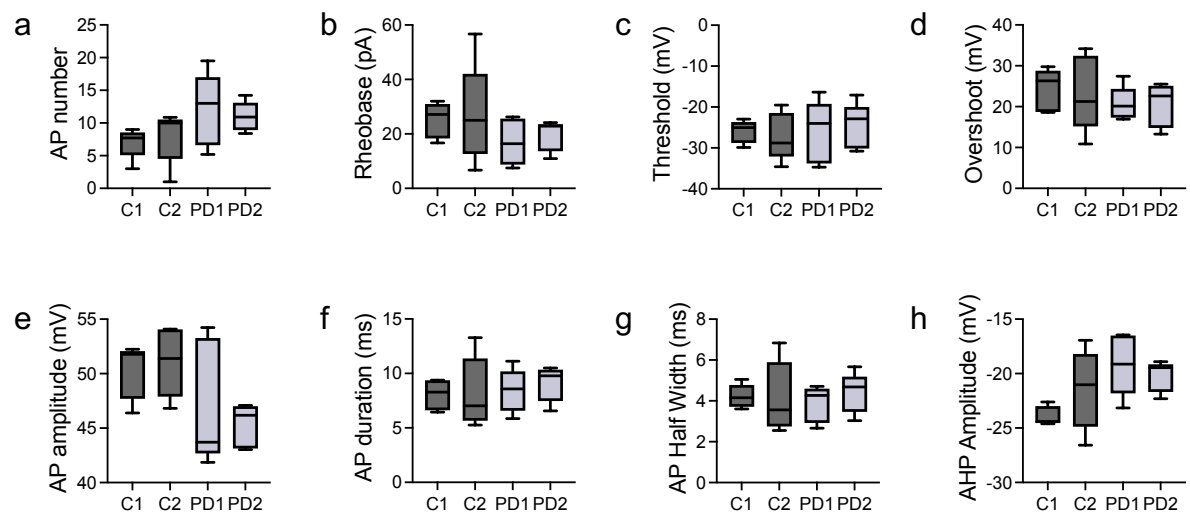 a
AP number
25
20
15
10
5
0
C1 C2 PD1 PD2
b
Rheobase (pA)
60
40
20
0
C1 C2 PD1 PD2
c
Threshold (mV)
0
-10
-20
-30
-40
C1 C2 PD1 PD2
d
Overshoot (mV)
40
30
20
10
0
C1 C2 PD1 PD2
e
AP amplitude (mV)
55
50
45
40
C1 C2 PD1 PD2
f
AP duration (ms)
15
10
5
0
C1 C2 PD1 PD2
g
AP Half Width (ms)
8
6
4
2
0
C1 C2 PD1 PD2
h
AHP Amplitude (mV)
-15
-20
-25
-30
C1 C2 PD1 PD2